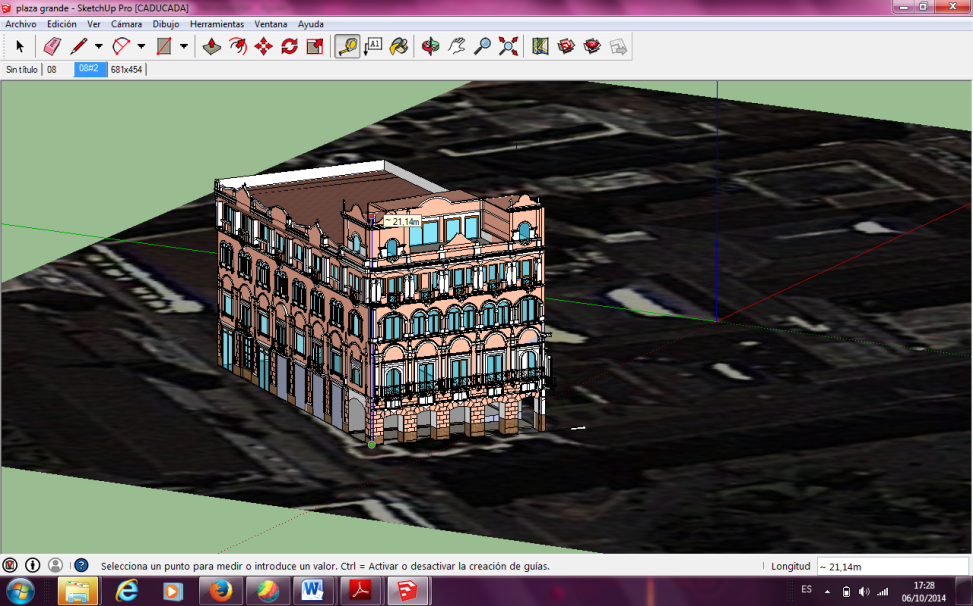 plaza grande - SketchUp Pro [CADUCADA]
Archivo Edición Ver Cámara Dibujo Herramientas Ventana Ayuda
A1
Sin título 08 08#2 681x454
~ 21,14m
Selecciona un punto para medir o introduce un valor. Ctrl = Activar o desactivar la creación de guías. Longitud ~ 21,14m
ES 17:28
06/10/2014